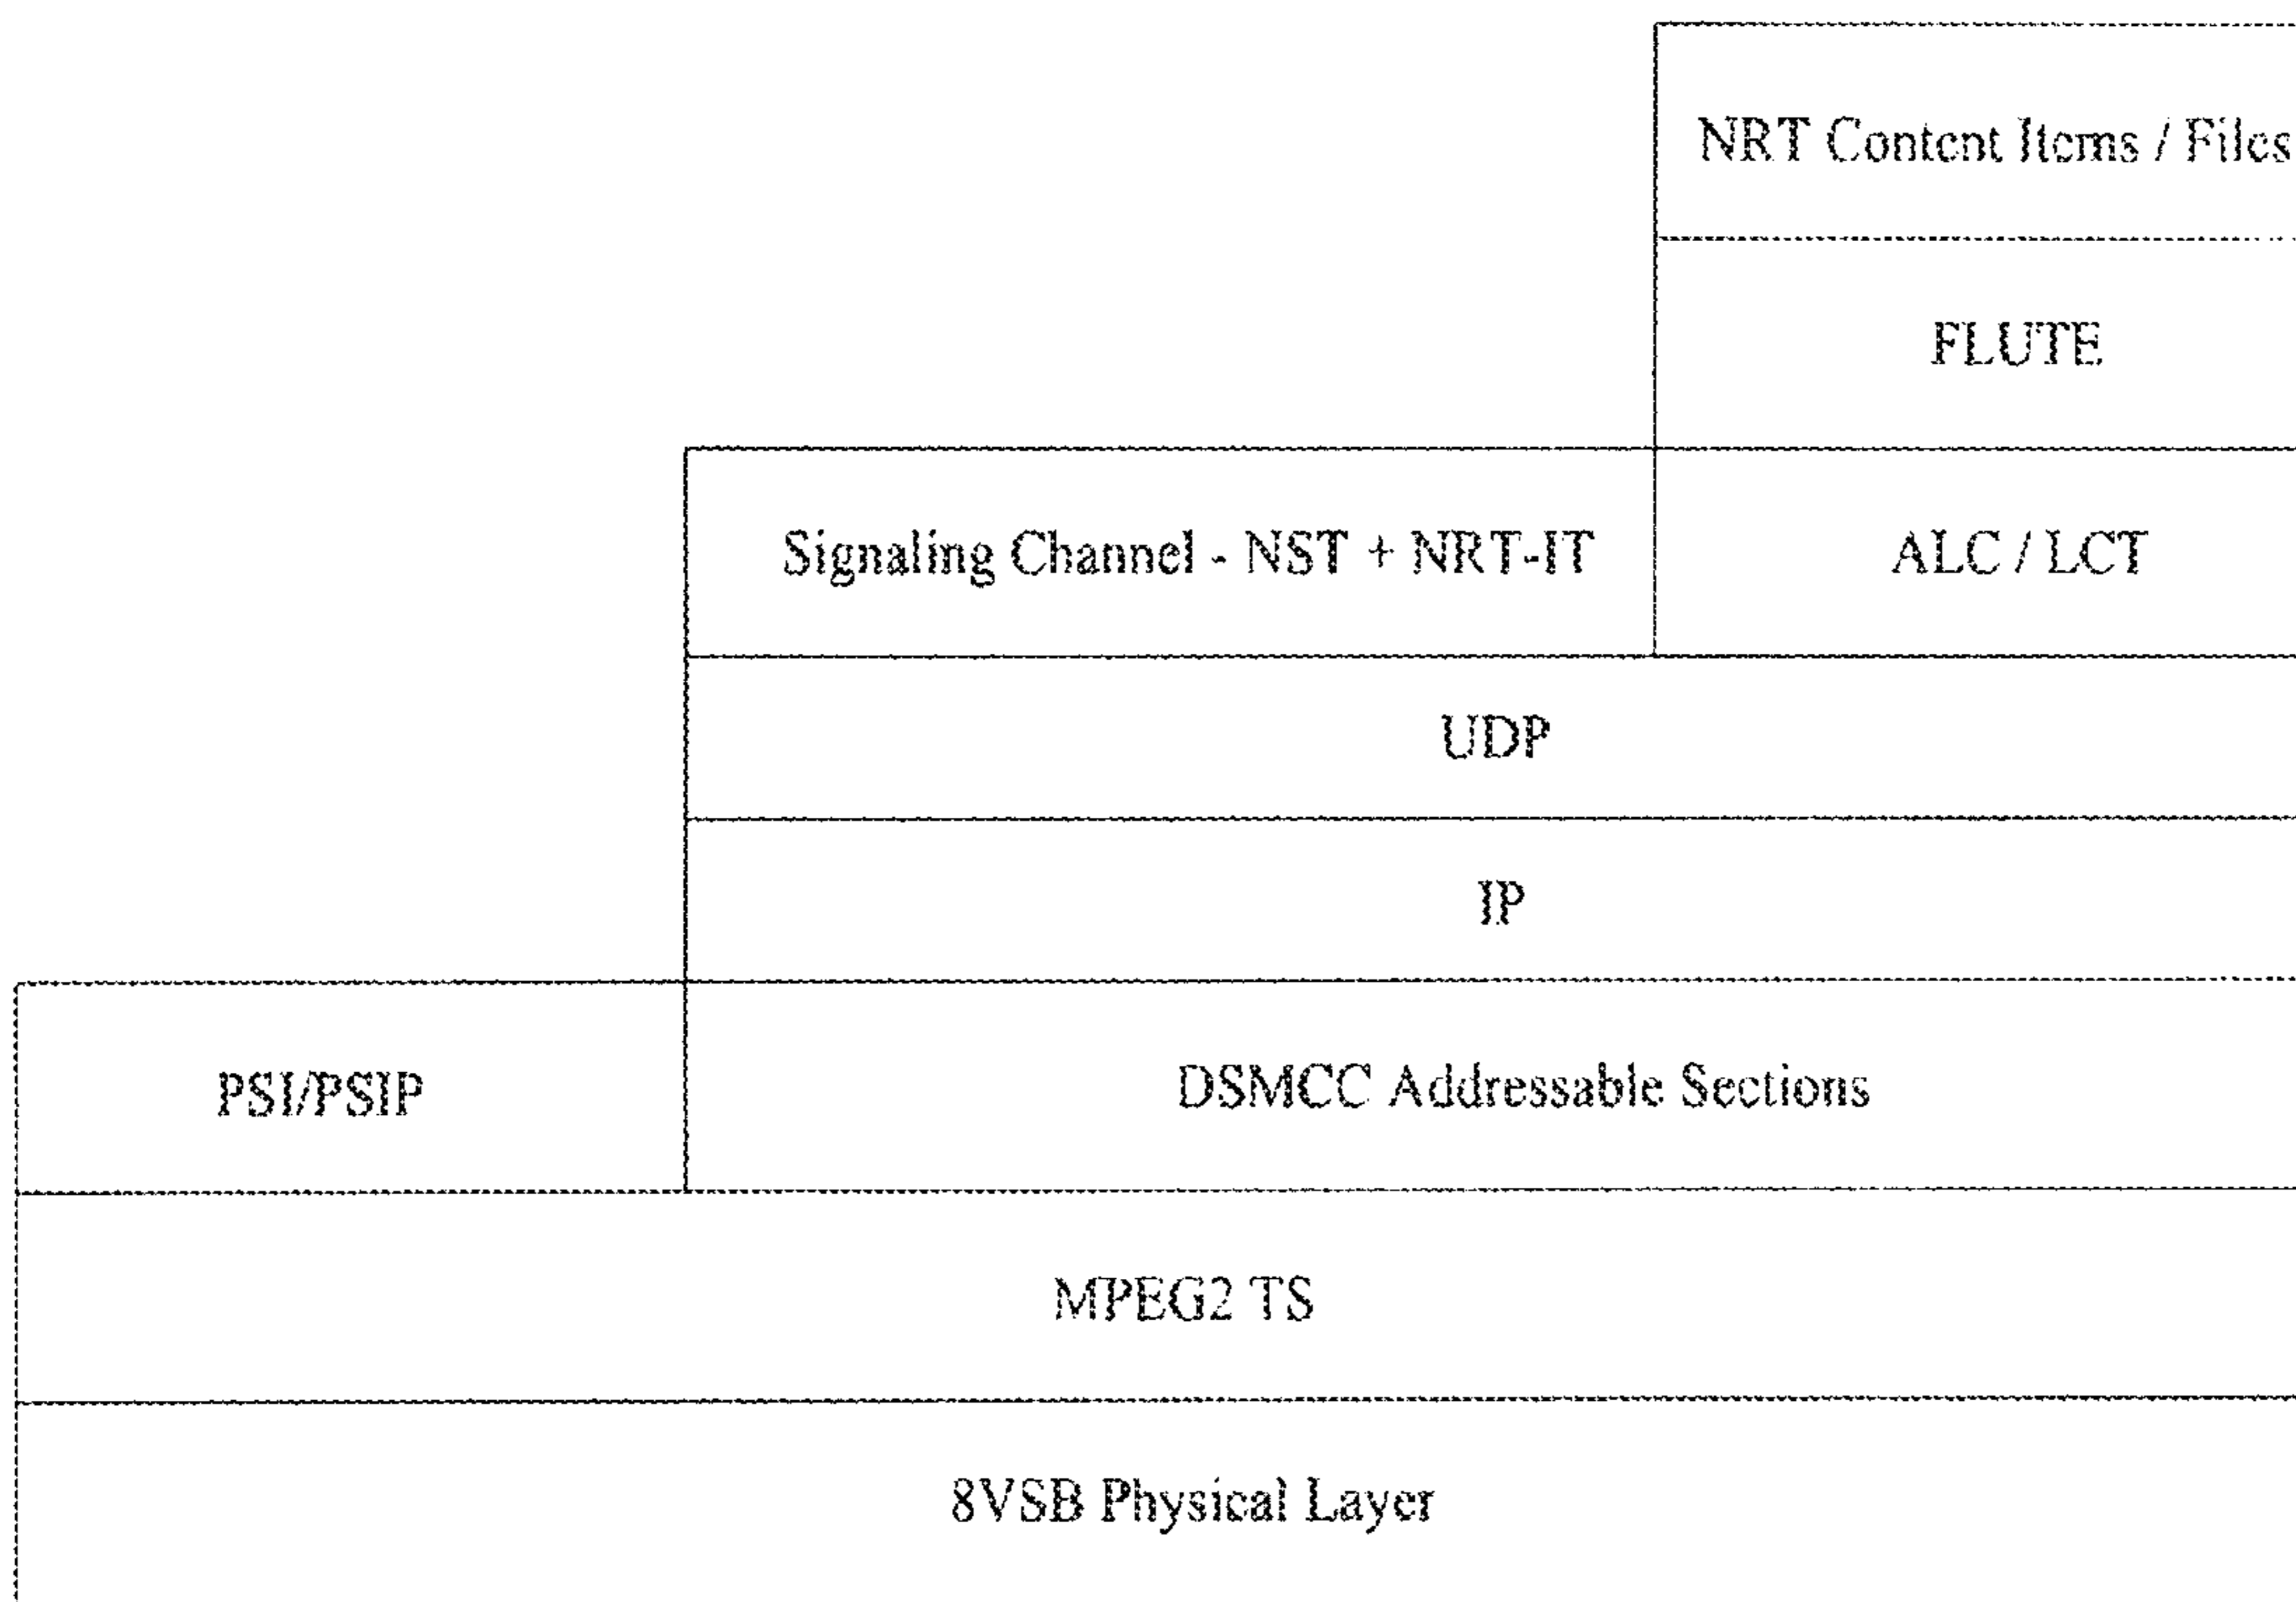 NRT Content Items / Files
FLUTE
Signaling Channel - NST + NRT-IT
ALC / LCT
UDP
IP
PSI/PSIP
DSMCC Addressable Sections
MPEG2 TS
8VSB Physical Layer